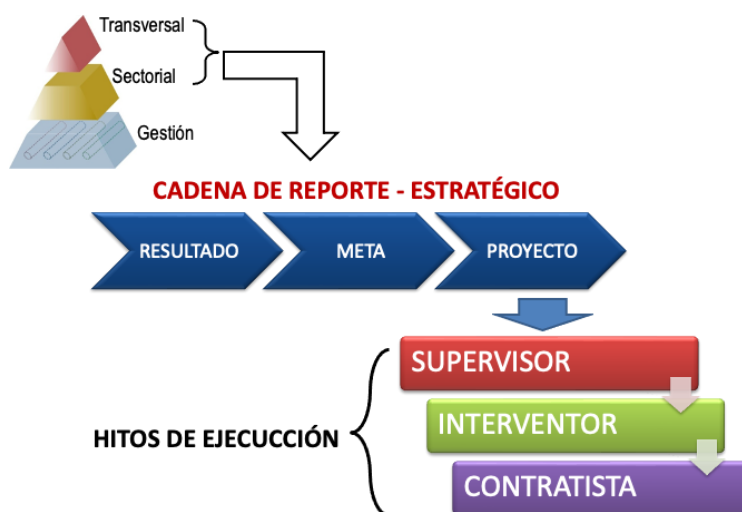 Transversal
Sectorial
Gestión
CADENA DE REPORTE - ESTRATÉGICO
RESULTADO
META
PROYECTO
SUPERVISOR
INTERVENTOR
HITOS DE EJECUCCIÓN
CONTRATISTA